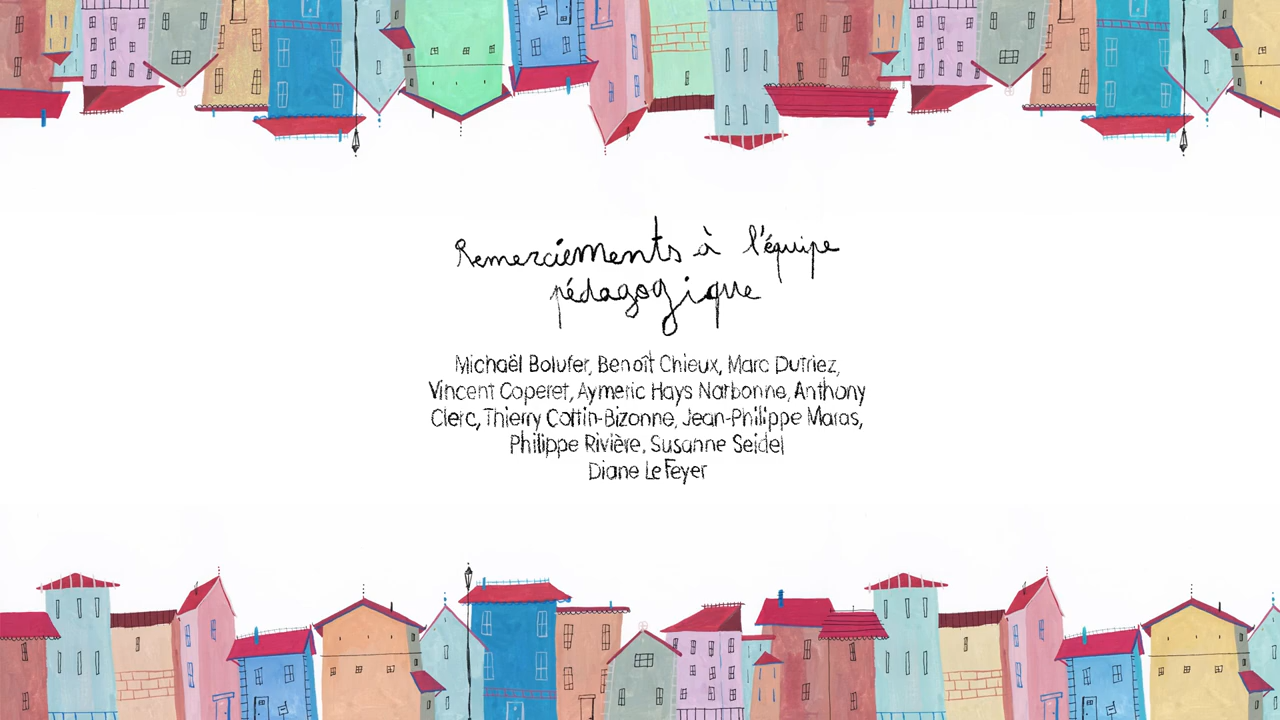 Remerciements à l'équipe
pédagogique
Michaël Bolufer, Benoît Chieux, Marc Dutriez,
Vincent Coperet, Aymeric Hays Narbonne, Anthony
Clerc, Thierry Cottin-Bizonne, Jean-Philippe Maras,
Philippe Rivière, Susanne Seidel
Diane Le Feyer